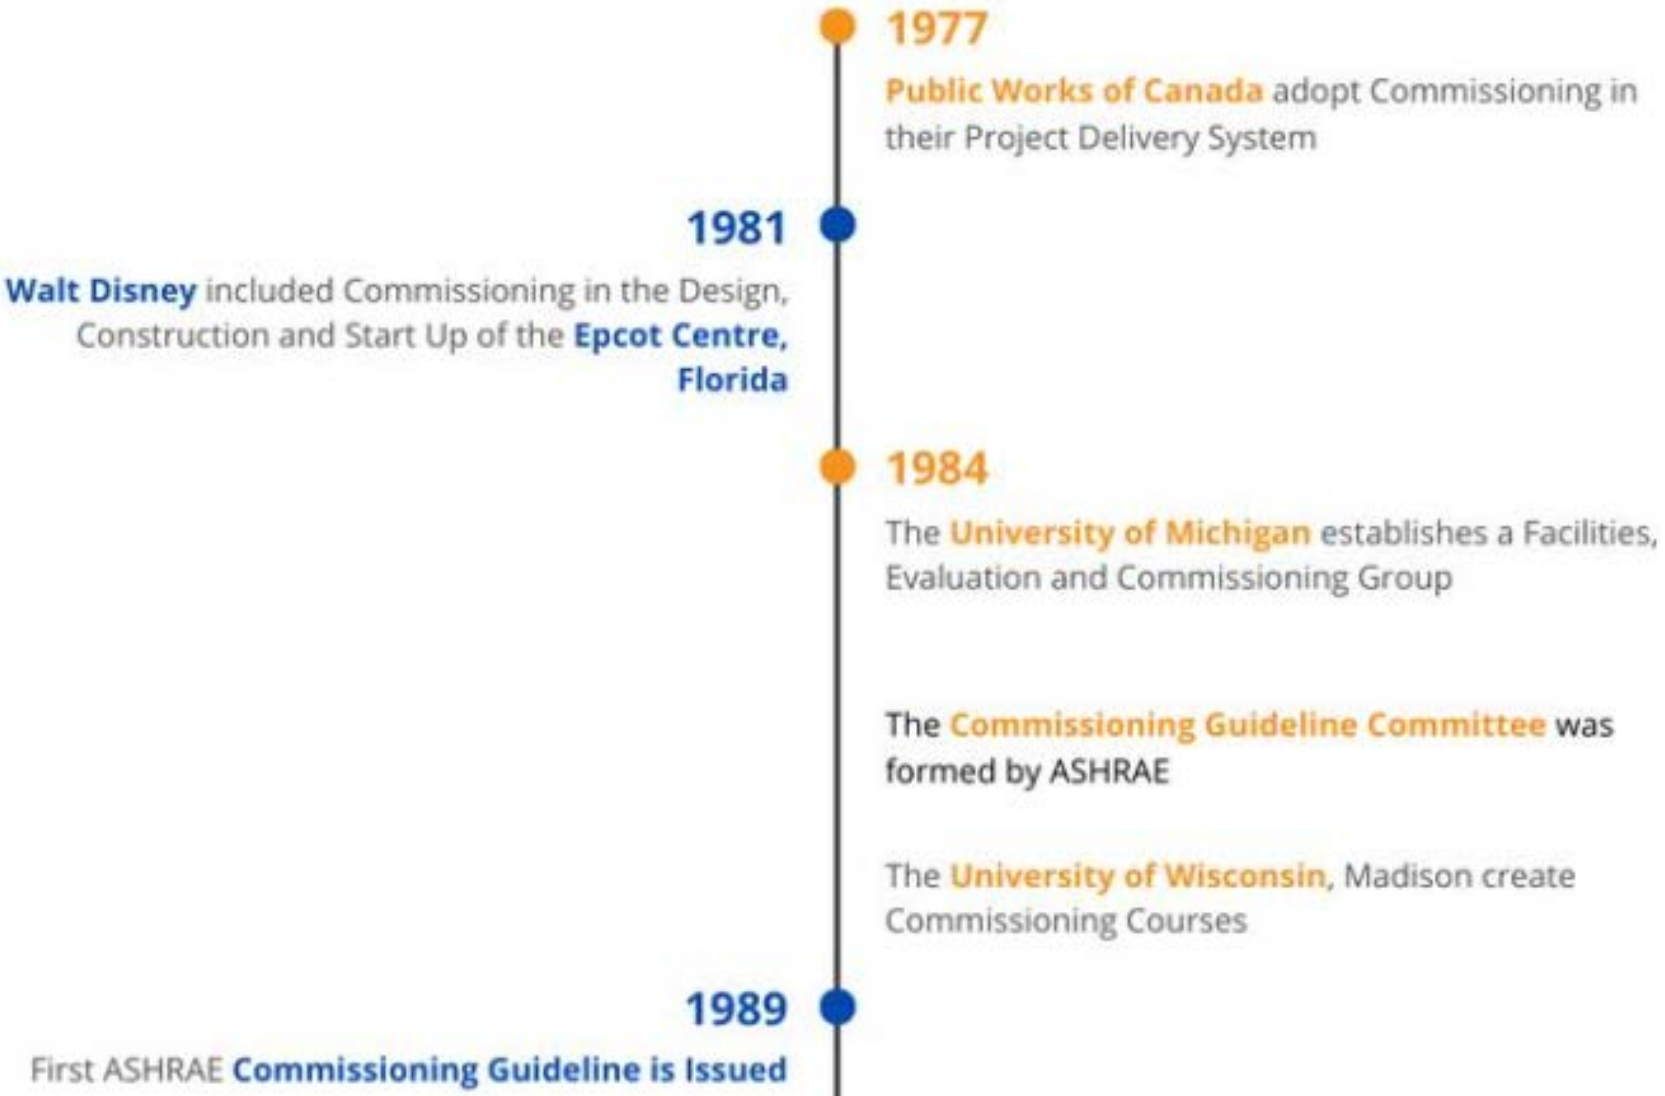 1977
Public Works of Canada adopt Commissioning in
their Project Delivery System
1981
Walt Disney included Commissioning in the Design,
Construction and Start Up of the Epcot Centre,
Florida
1984
The University of Michigan establishes a Facilities,
Evaluation and Commissioning Group
The Commissioning Guideline Committee was
formed by ASHRAE
The University of Wisconsin, Madison create
Commissioning Courses
1989
First ASHRAE Commissioning Guideline is Issued